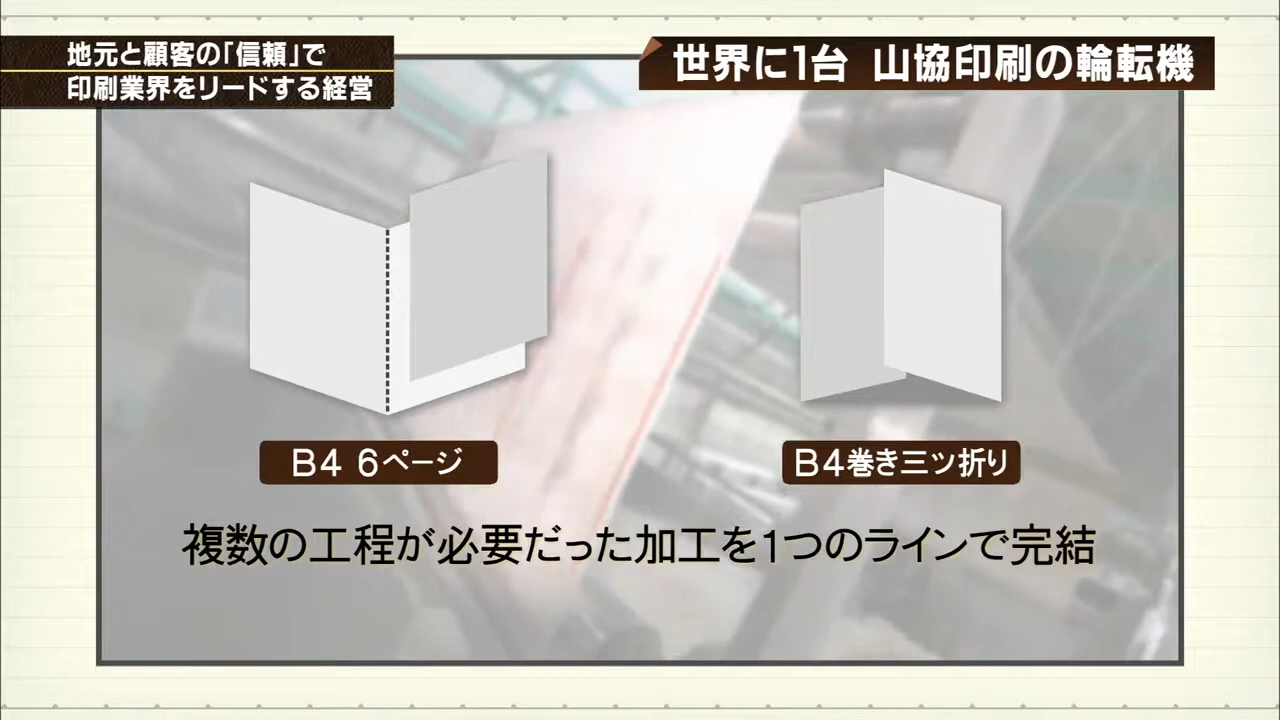 地元と顧客の「信頼」で
印刷業界をリードする経営
世界に1台 山協印刷の輪転機
B4 6ページ
B4巻き三ツ折り
複数の工程が必要だった加工を1つのラインで完結